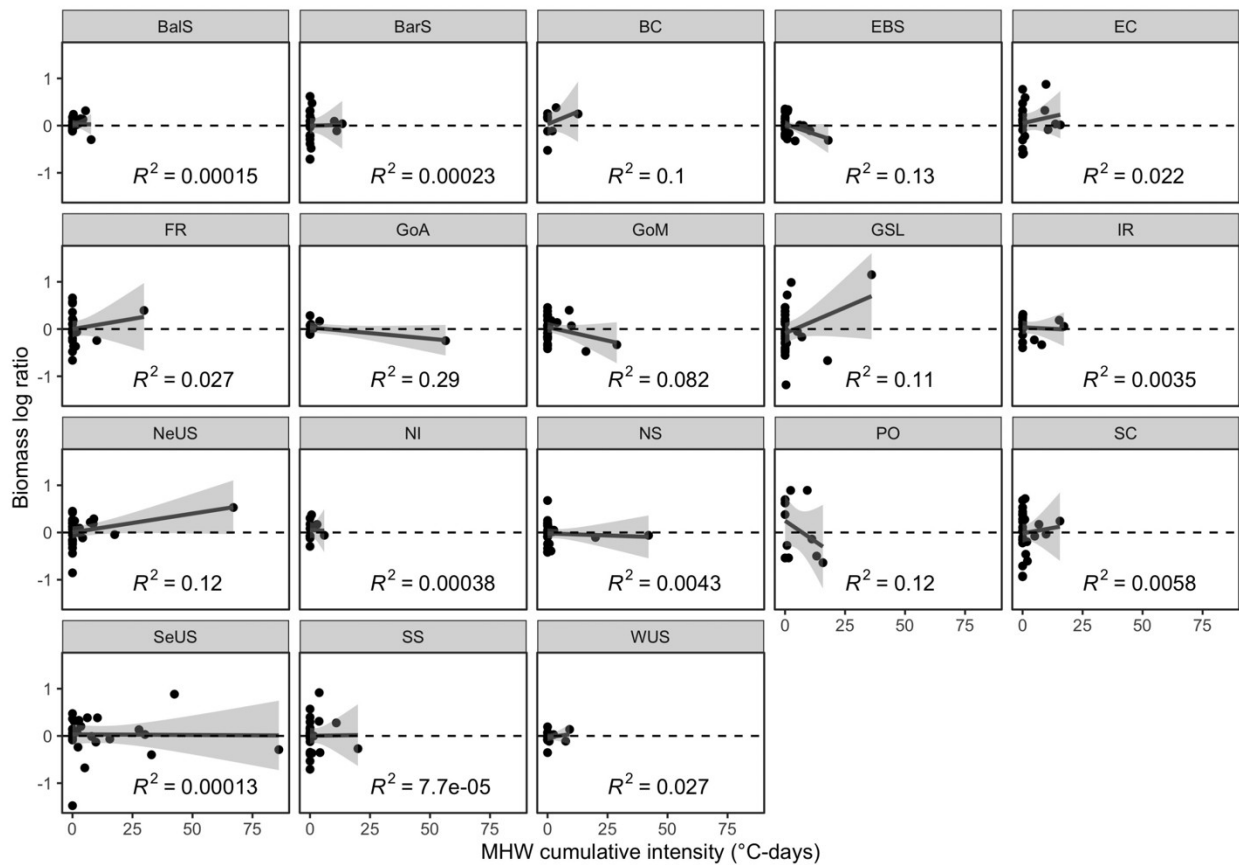 BalS BarS BC EBS EC
1
0
-1
R² = 0.00015 R² = 0.00023 R² = 0.1 R² = 0.13 R² = 0.022
FR GoA GoM GSL IR
1
0
-1
R² = 0.027 R² = 0.29 R² = 0.082 R² = 0.11 R² = 0.0035
Biomass log ratio
NeUS NI NS PO SC
1
0
-1
R² = 0.12 R² = 0.00038 R² = 0.0043 R² = 0.12 R² = 0.0058
0 25 50 75 0 25 50 75
SeUS SS WUS
1
0
-1
R² = 0.00013 R² = 7.7e-05 R² = 0.027
0 25 50 75 0 25 50 75 0 25 50 75
MHW cumulative intensity (°C-days)